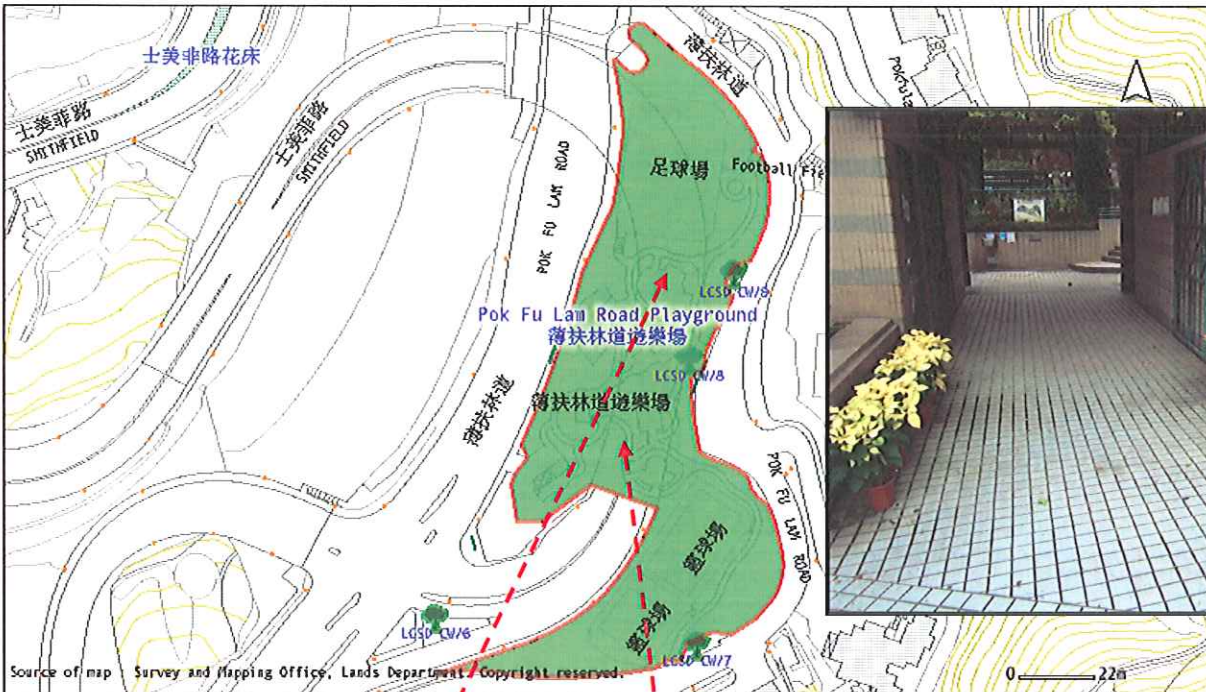 士美非路花床
士美菲路
SMITHFIELD
士美菲路
SMITHFIELD
薄扶林道
POK FU LAM ROAD
足球場
Football Fie
LCSD CW/8
Pok Fu Lam Road Playground
薄扶林道遊樂場
LCSD CW/8
薄扶林道遊樂場
薄扶林道
POK FU LAM ROAD
籃球場
籃球場
LCSD CW/6
LCSD CW/7
Source of map : Survey and Mapping Office, Lands Department. Copyright reserved.
0 22m